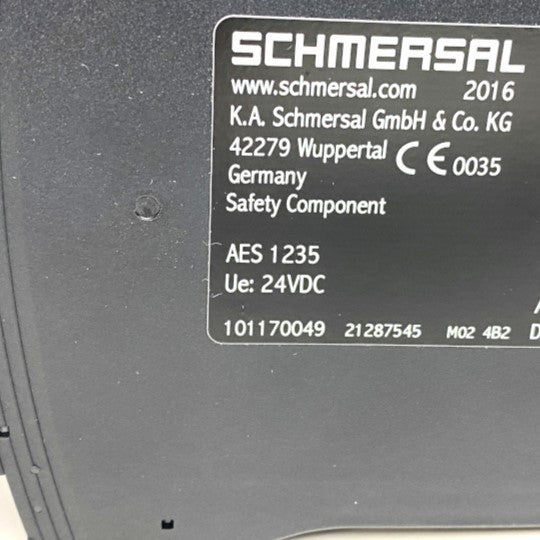 SCHMERSAL
www.schmersal.com 2016
K.A. Schmersal GmbH & Co. KG
42279 Wuppertal CE 0035
Germany
Safety Component
AES 1235
Ue: 24VDC
101170049 21287545 M02 4B2